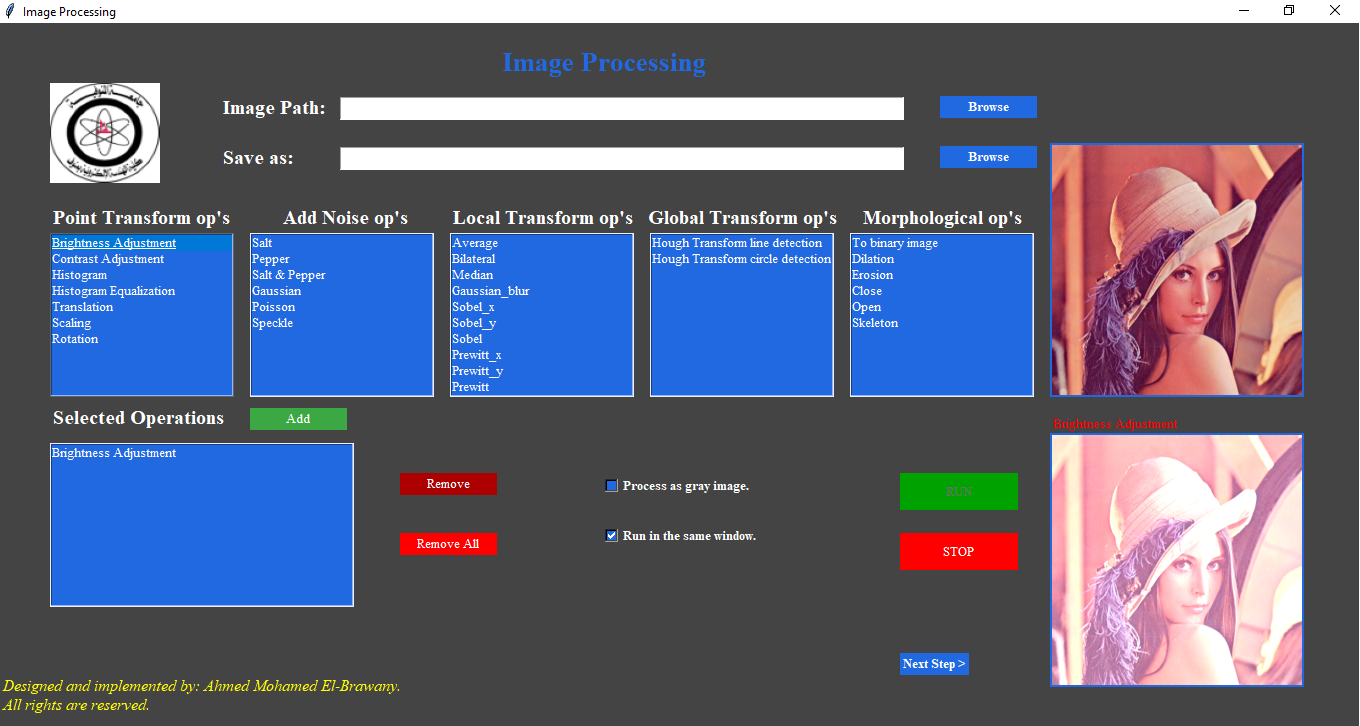 Image Processing
Image Processing
جامعة المنوفية
Image Path:
Browse
Save as:
Browse
Point Transform op's
Add Noise op's
Local Transform op's
Global Transform op's
Morphological op's
Brightness Adjustment
Contrast Adjustment
Histogram
Histogram Equalization
Translation
Scaling
Rotation
Salt
Pepper
Salt & Pepper
Gaussian
Poisson
Speckle
Average
Bilateral
Median
Gaussian_blur
Sobel_x
Sobel_y
Sobel
Prewitt_x
Prewitt_y
Prewitt
Hough Transform line detection
Hough Transform circle detection
To binary image
Dilation
Erosion
Close
Open
Skeleton
Selected Operations
Add
Brightness Adjustment
Brightness Adjustment
Remove
Remove All
Process as gray image.
Run in the same window.
RUN
STOP
Next Step >
Designed and implemented by: Ahmed Mohamed El-Brawany.
All rights are reserved.